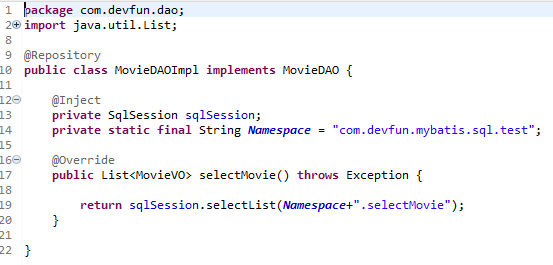 1 package com.devfun.dao;
2 import java.util.List;
8
9 @Repository
10 public class MovieDAOImpl implements MovieDAO {
11
12 @Inject
13 private SqlSession sqlSession;
14 private static final String Namespace = "com.devfun.mybatis.sql.test";
15
16 @Override
17 public List<MovieVO> selectMovie() throws Exception {
18
19 return sqlSession.selectList(Namespace+".selectMovie");
20 }
21
22 }